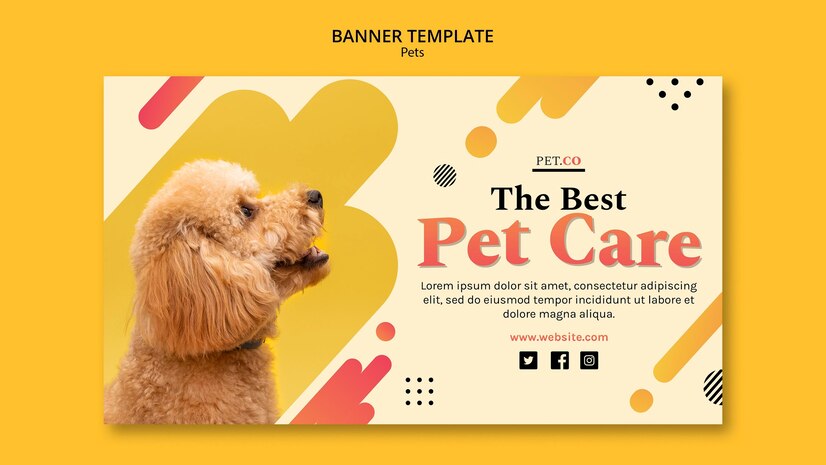 BANNER TEMPLATE
Pets
PET.CO
The Best
Pet Care
Lorem ipsum dolor sit amet, consectetur adipiscing
elit, sed do eiusmod tempor incididunt ut labore et
dolore magna aliqua.
www.website.com